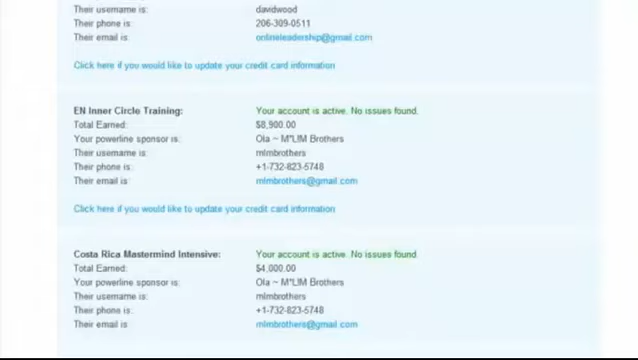 Their username is: davidwood
Their phone is: 206-309-0511
Their email is: onlineleadership@gmail.com
Click here if you would like to update your credit card information
EN Inner Circle Training: Your account is active. No issues found.
Total Earned: $8,900.00
Your powerline sponsor is: Ola ~ M*LIM Brothers
Their username is: mlmbrothers
Their phone is: +1-732-823-5748
Their email is: mlmbrothers@gmail.com
Click here if you would like to update your credit card information
Costa Rica Mastermind Intensive: Your account is active. No issues found.
Total Earned: $4,000.00
Your powerline sponsor is: Ola ~ M*LIM Brothers
Their username is: mlmbrothers
Their phone is: +1-732-823-5748
Their email is: mlmbrothers@gmail.com